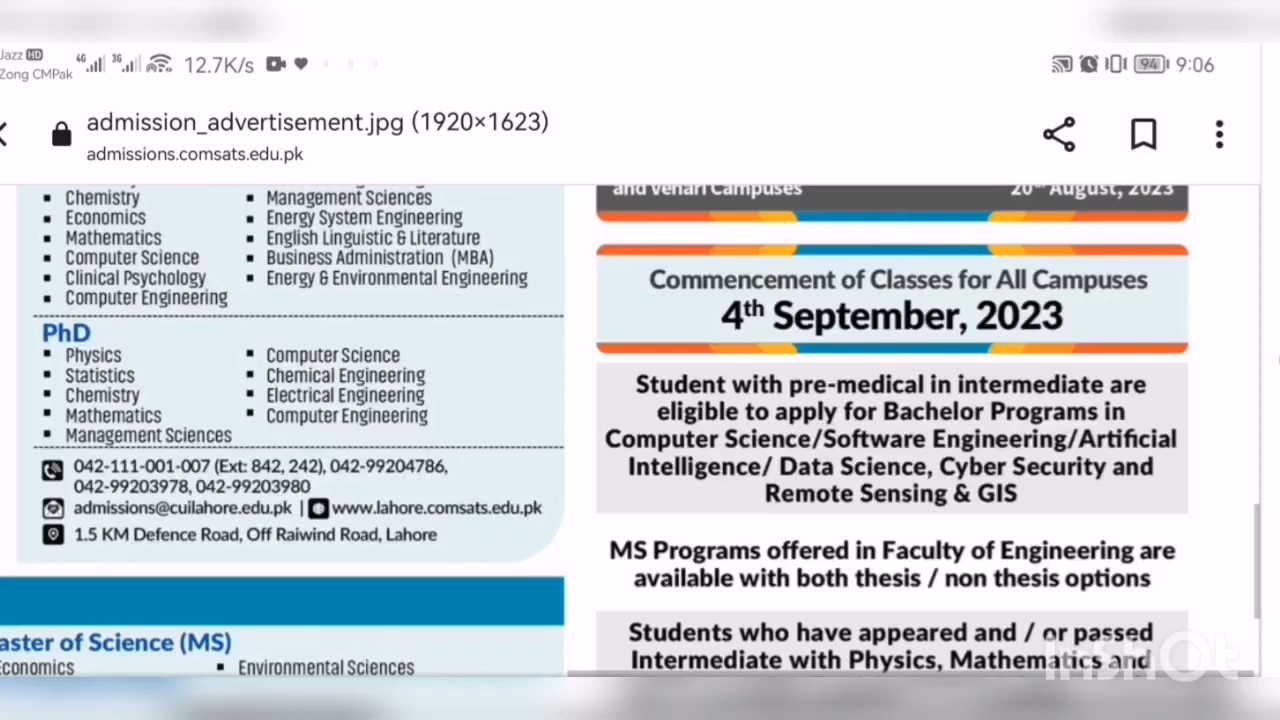 Jazz HD
Zong CMPak
4G
3G
12.7K/s
94
9:06
admission_advertisement.jpg (1920×1623)
admissions.comsats.edu.pk
Chemistry
Economics
Mathematics
Computer Science
Clinical Psychology
Computer Engineering
Management Sciences
Energy System Engineering
English Linguistic & Literature
Business Administration (MBA)
Energy & Environmental Engineering
PhD
Physics
Statistics
Chemistry
Mathematics
Management Sciences
Computer Science
Chemical Engineering
Electrical Engineering
Computer Engineering
042-111-001-007 (Ext: 842, 242), 042-99204786,
042-99203978, 042-99203980
admissions@cuilahore.edu.pk | www.lahore.comsats.edu.pk
1.5 KM Defence Road, Off Raiwind Road, Lahore
aster of Science (MS)
Economics
Environmental Sciences
and Vehari Campuses
20th August, 2023
Commencement of Classes for All Campuses
4th September, 2023
Student with pre-medical in intermediate are
eligible to apply for Bachelor Programs in
Computer Science/Software Engineering/Artificial
Intelligence/ Data Science, Cyber Security and
Remote Sensing & GIS
MS Programs offered in Faculty of Engineering are
available with both thesis / non thesis options
Students who have appeared and / or passed
Intermediate with Physics, Mathematics and
InShOt